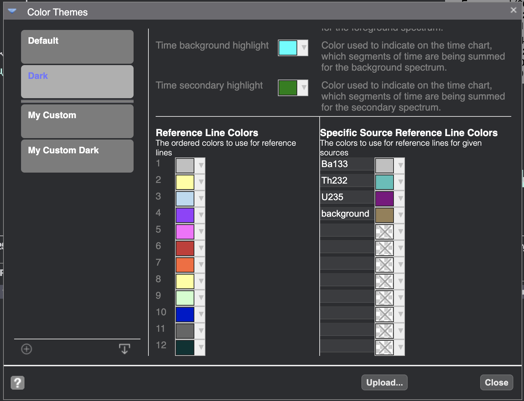 Color Themes
Default
Dark
My Custom
My Custom Dark
for the foreground spectrum.
Time background highlight
Color used to indicate on the time chart,
which segments of time are being summed
for the background spectrum.
Time secondary highlight
Color used to indicate on the time chart,
which segments of time are being summed
for the secondary spectrum.
Reference Line Colors
The ordered colors to use for reference
lines
1
2
3
4
5
6
7
8
9
10
11
12
Specific Source Reference Line Colors
The colors to use for reference lines for given
sources
Ba133
Th232
U235
background
?
Upload...
Close